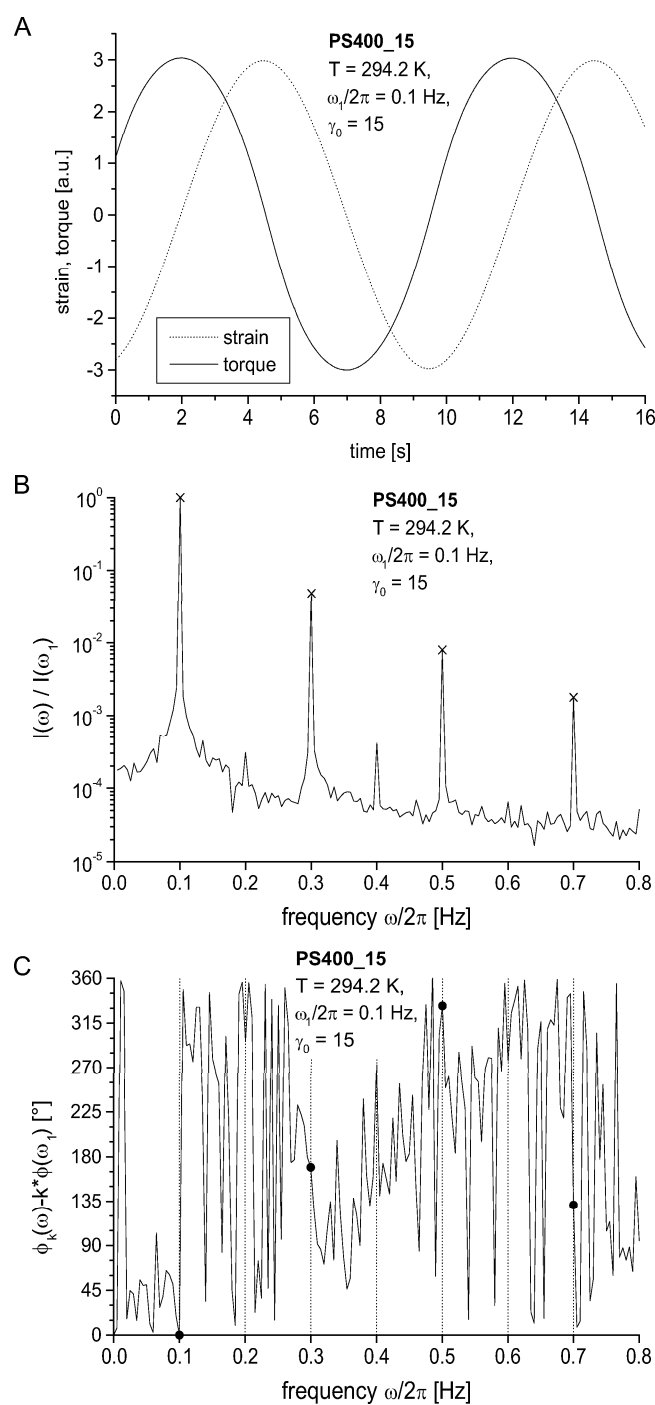 A
PS400_15
T = 294.2 K,
ω₁/2π = 0.1 Hz,
γ₀ = 15
3
2
1
0
-1
-2
-3
strain, torque [a.u.]
strain
torque
0 2 4 6 8 10 12 14 16
time [s]
B
PS400_15
T = 294.2 K,
ω₁/2π = 0.1 Hz,
γ₀ = 15
10⁰
10⁻¹
10⁻²
10⁻³
10⁻⁴
10⁻⁵
I(ω) / I(ω₁)
0.0 0.1 0.2 0.3 0.4 0.5 0.6 0.7 0.8
frequency ω/2π [Hz]
C
PS400_15
T = 294.2 K,
ω₁/2π = 0.1 Hz,
γ₀ = 15
360
315
270
225
180
135
90
45
0
ϕₖ(ω)-k*ϕ(ω₁) [°]
0.0 0.1 0.2 0.3 0.4 0.5 0.6 0.7 0.8
frequency ω/2π [Hz]